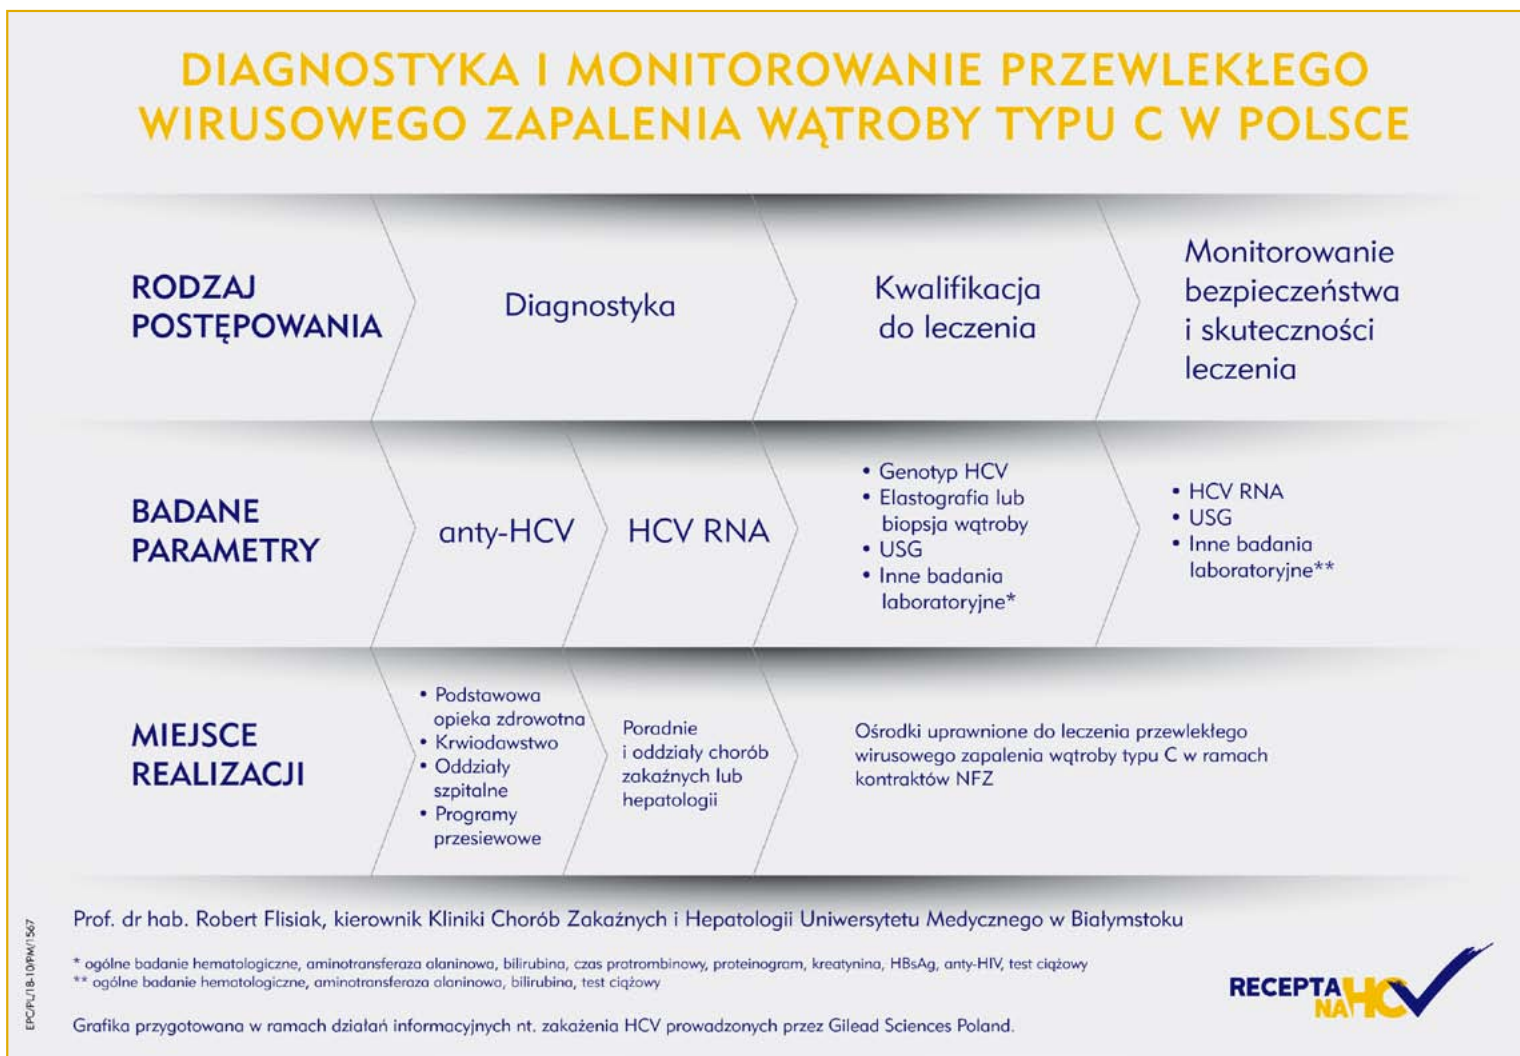 DIAGNOSTYKA I MONITOROWANIE PRZEWLEKŁEGO
WIRUSOWEGO ZAPALENIA WĄTROBY TYPU C W POLSCE
RODZAJ
POSTĘPOWANIA
Diagnostyka
Kwalifikacja
do leczenia
Monitorowanie
bezpieczeństwa
i skuteczności
leczenia
BADANE
PARAMETRY
anty-HCV
HCV RNA
• Genotyp HCV
• Elastografia lub
biopsja wątroby
• USG
• Inne badania
laboratoryjne*
• HCV RNA
• USG
• Inne badania
laboratoryjne**
MIEJSCE
REALIZACJI
• Podstawowa
opieka zdrowotna
• Krwiodawstwo
• Oddziały
szpitalne
• Programy
przesiewowe
Poradnie
i oddziały chorób
zakaźnych lub
hepatologii
Ośrodki uprawnione do leczenia przewlekłego
wirusowego zapalenia wątroby typu C w ramach
kontraktów NFZ
Prof. dr hab. Robert Flisiak, kierownik Kliniki Chorób Zakaźnych i Hepatologii Uniwersytetu Medycznego w Białymstoku
* ogólne badanie hematologiczne, aminotransferaza alaninowa, bilirubina, czas protrombinowy, proteinogram, kreatynina, HBsAg, anty-HIV, test ciążowy
** ogólne badanie hematologiczne, aminotransferaza alaninowa, bilirubina, test ciążowy
Grafika przygotowana w ramach działań informacyjnych nt. zakażenia HCV prowadzonych przez Gilead Sciences Poland.
EPC/PL/18-10/PM/1567
RECEPTA
NA HCV